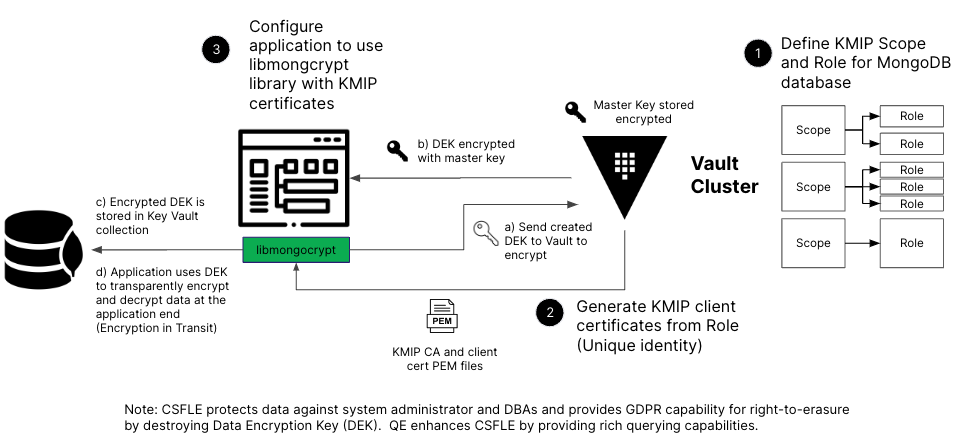 3
Configure
application to use
libmongcrypt
library with KMIP
certificates
1
Define KMIP Scope
and Role for MongoDB
database
Scope
Role
Role
Scope
Role
Role
Role
Scope
Role
Master Key stored
encrypted
Vault
Cluster
b) DEK encrypted
with master key
a) Send created
DEK to Vault to
encrypt
libmongocrypt
c) Encrypted DEK is
stored in Key Vault
collection
d) Application uses DEK
to transparently encrypt
and decrypt data at the
application end
(Encryption in Transit)
2
Generate KMIP client
certificates from Role
(Unique identity)
PEM
KMIP CA and client
cert PEM files
Note: CSFLE protects data against system administrator and DBAs and provides GDPR capability for right-to-erasure
by destroying Data Encryption Key (DEK). QE enhances CSFLE by providing rich querying capabilities.